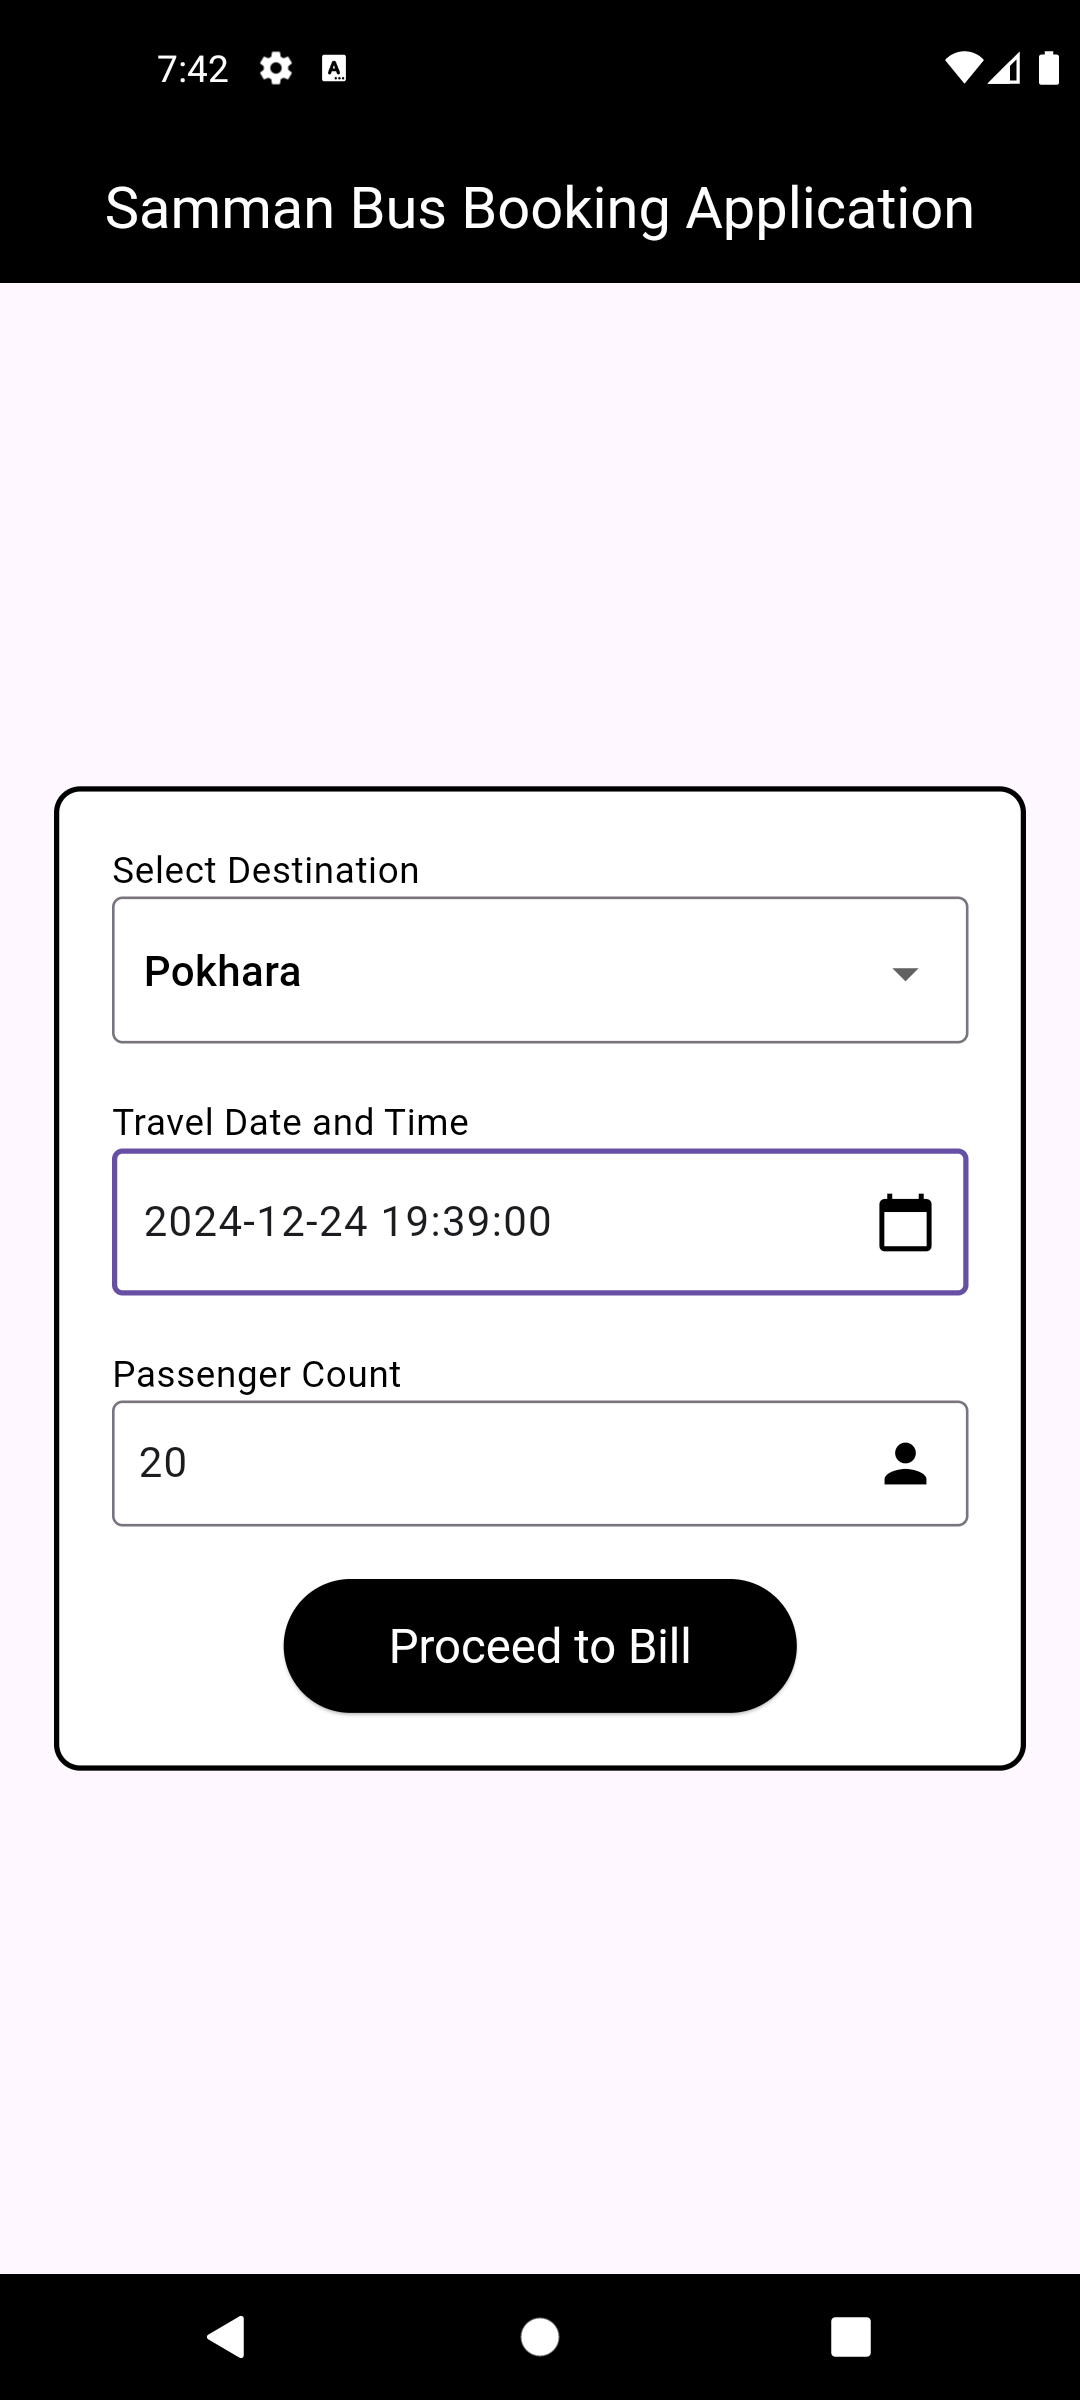 7:42
Samman Bus Booking Application
Select Destination
Pokhara
Travel Date and Time
2024-12-24 19:39:00
Passenger Count
20
Proceed to Bill